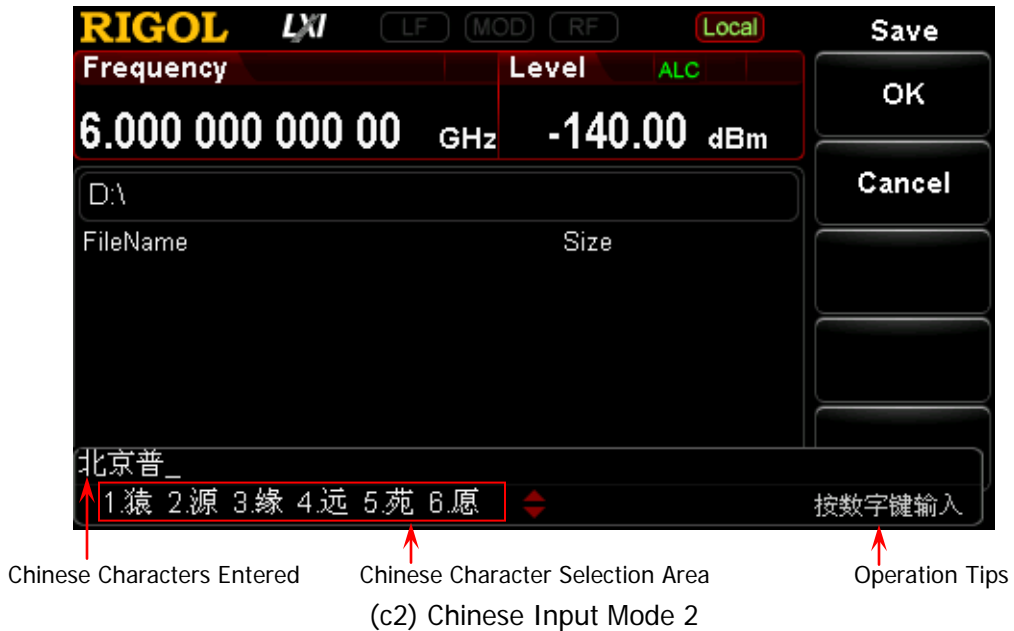 RIGOL LXI LF MOD RF Local Save
Frequency Level ALC
OK
6.000 000 000 00 GHz -140.00 dBm
Cancel
D:\
FileName Size
北京普_
1.猿 2.源 3.缘 4.远 5.苑 6.愿 按数字键输入
Chinese Characters Entered Chinese Character Selection Area Operation Tips
(c2) Chinese Input Mode 2